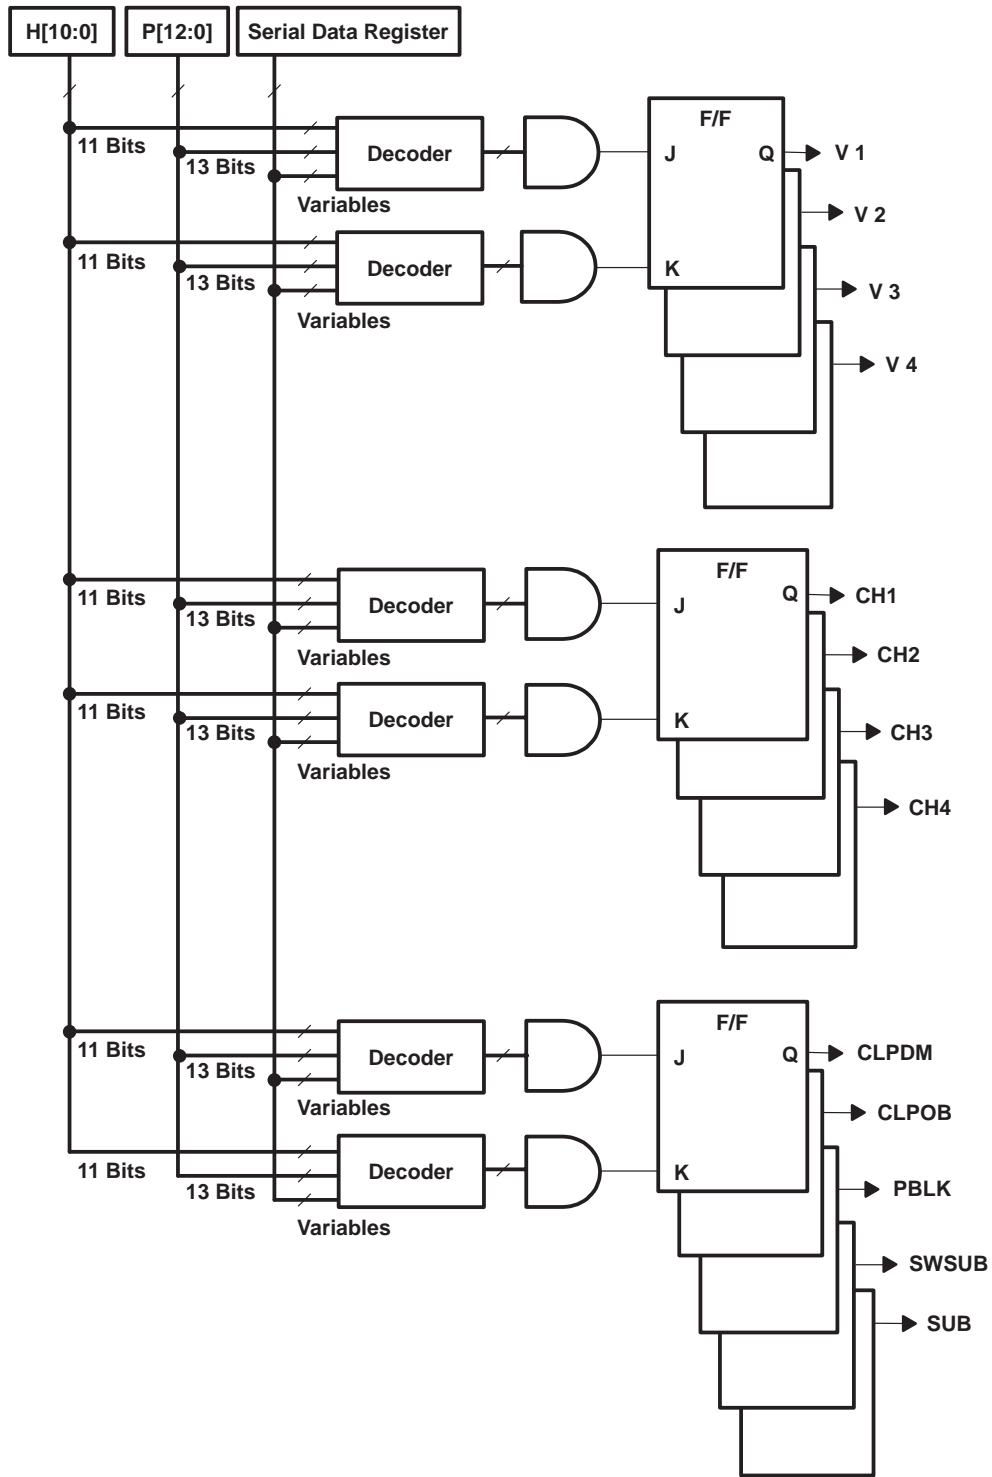 H[10:0]
P[12:0]
Serial Data Register
11 Bits
13 Bits
Variables
Decoder
11 Bits
13 Bits
Variables
Decoder
F/F
J
Q
K
V 1
V 2
V 3
V 4
11 Bits
13 Bits
Variables
Decoder
11 Bits
13 Bits
Variables
Decoder
F/F
J
Q
K
CH1
CH2
CH3
CH4
11 Bits
13 Bits
Variables
Decoder
11 Bits
13 Bits
Variables
Decoder
F/F
J
Q
K
CLPDM
CLPOB
PBLK
SWSUB
SUB